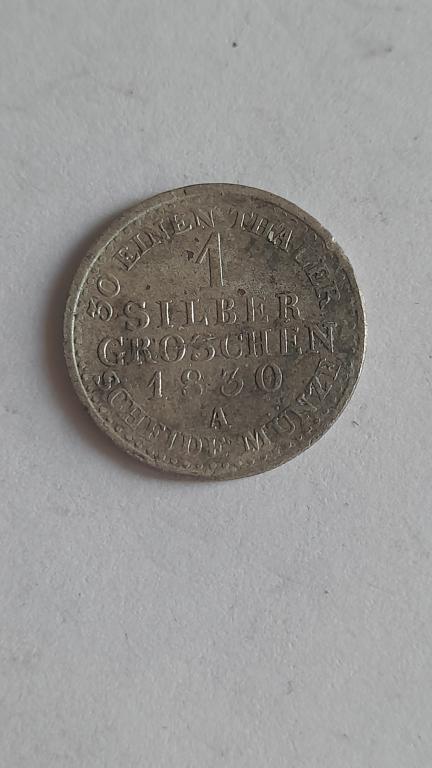 30 EINEN THALER
1
SILBER
GROSCHEN
1830
A
SCHEIDE MÜNZE